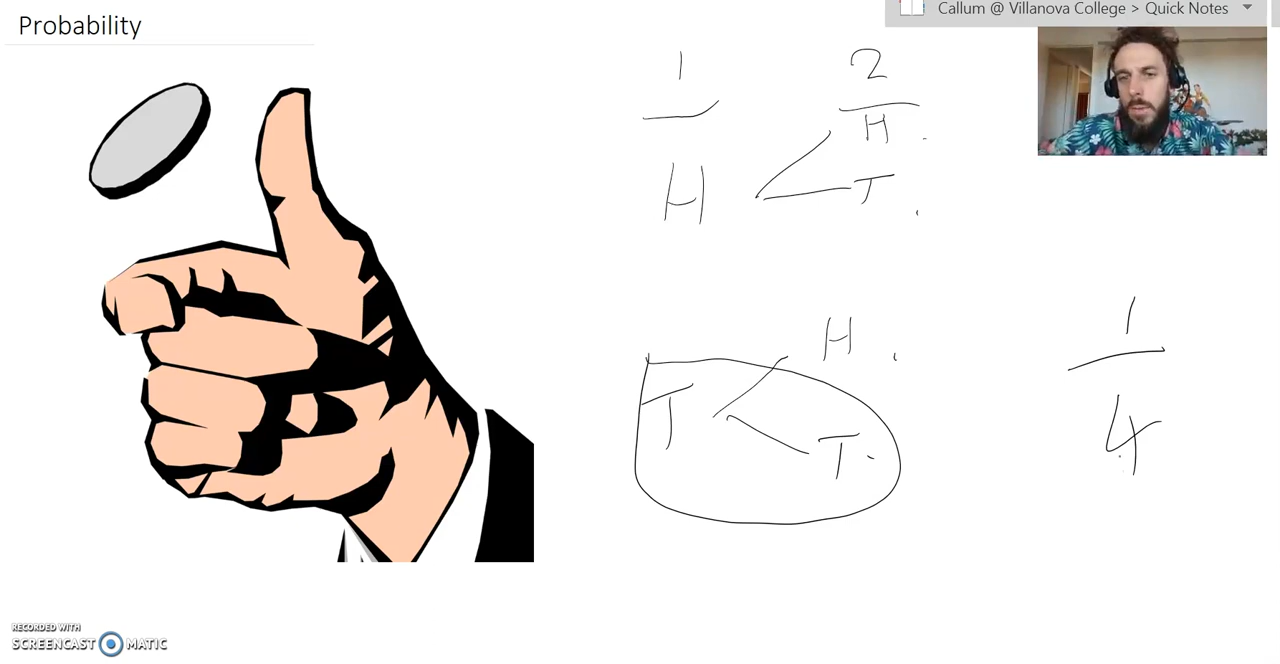 Probability
Callum @ Villanova College > Quick Notes
1 2
H H
T
T H
T
1
4
RECORDED WITH
SCREENCAST MATIC